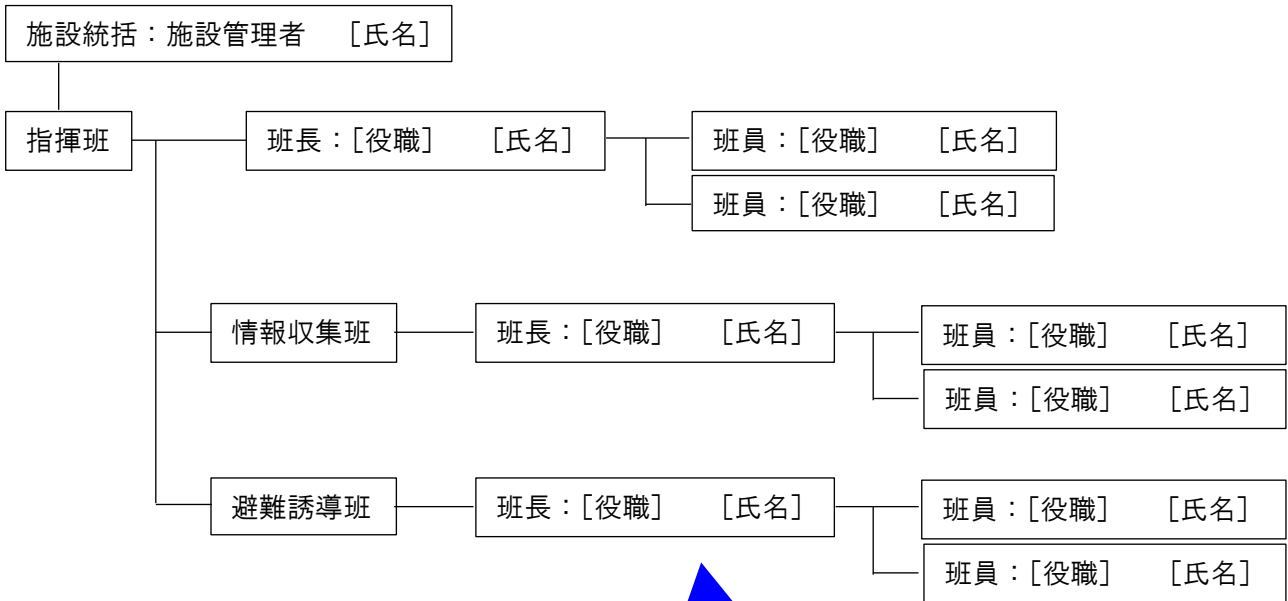 施設統括：施設管理者　［氏名］
指揮班　班長：［役職］　［氏名］　班員：［役職］　［氏名］
班員：［役職］　［氏名］
情報収集班　班長：［役職］　［氏名］　班員：［役職］　［氏名］
班員：［役職］　［氏名］
避難誘導班　班長：［役職］　［氏名］　班員：［役職］　［氏名］
班員：［役職］　［氏名］